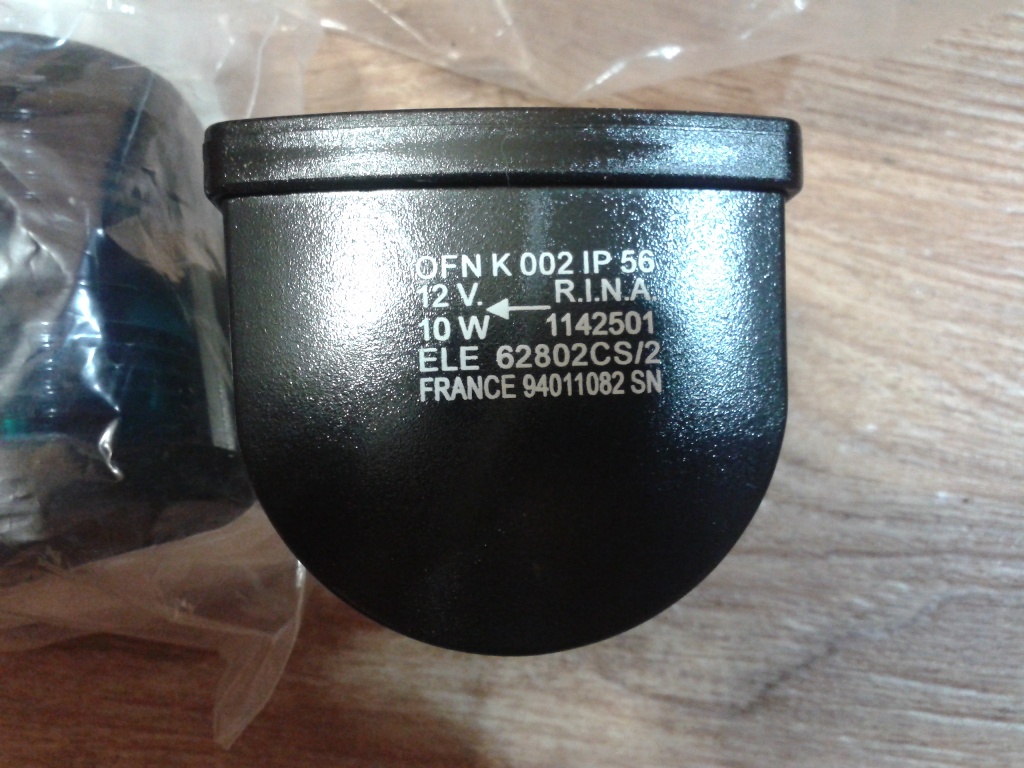 OFN K 002 IP 56
12 V. ← R.I.N.A.
10 W 1142501
ELE 62802CS/2
FRANCE 94011082 SN